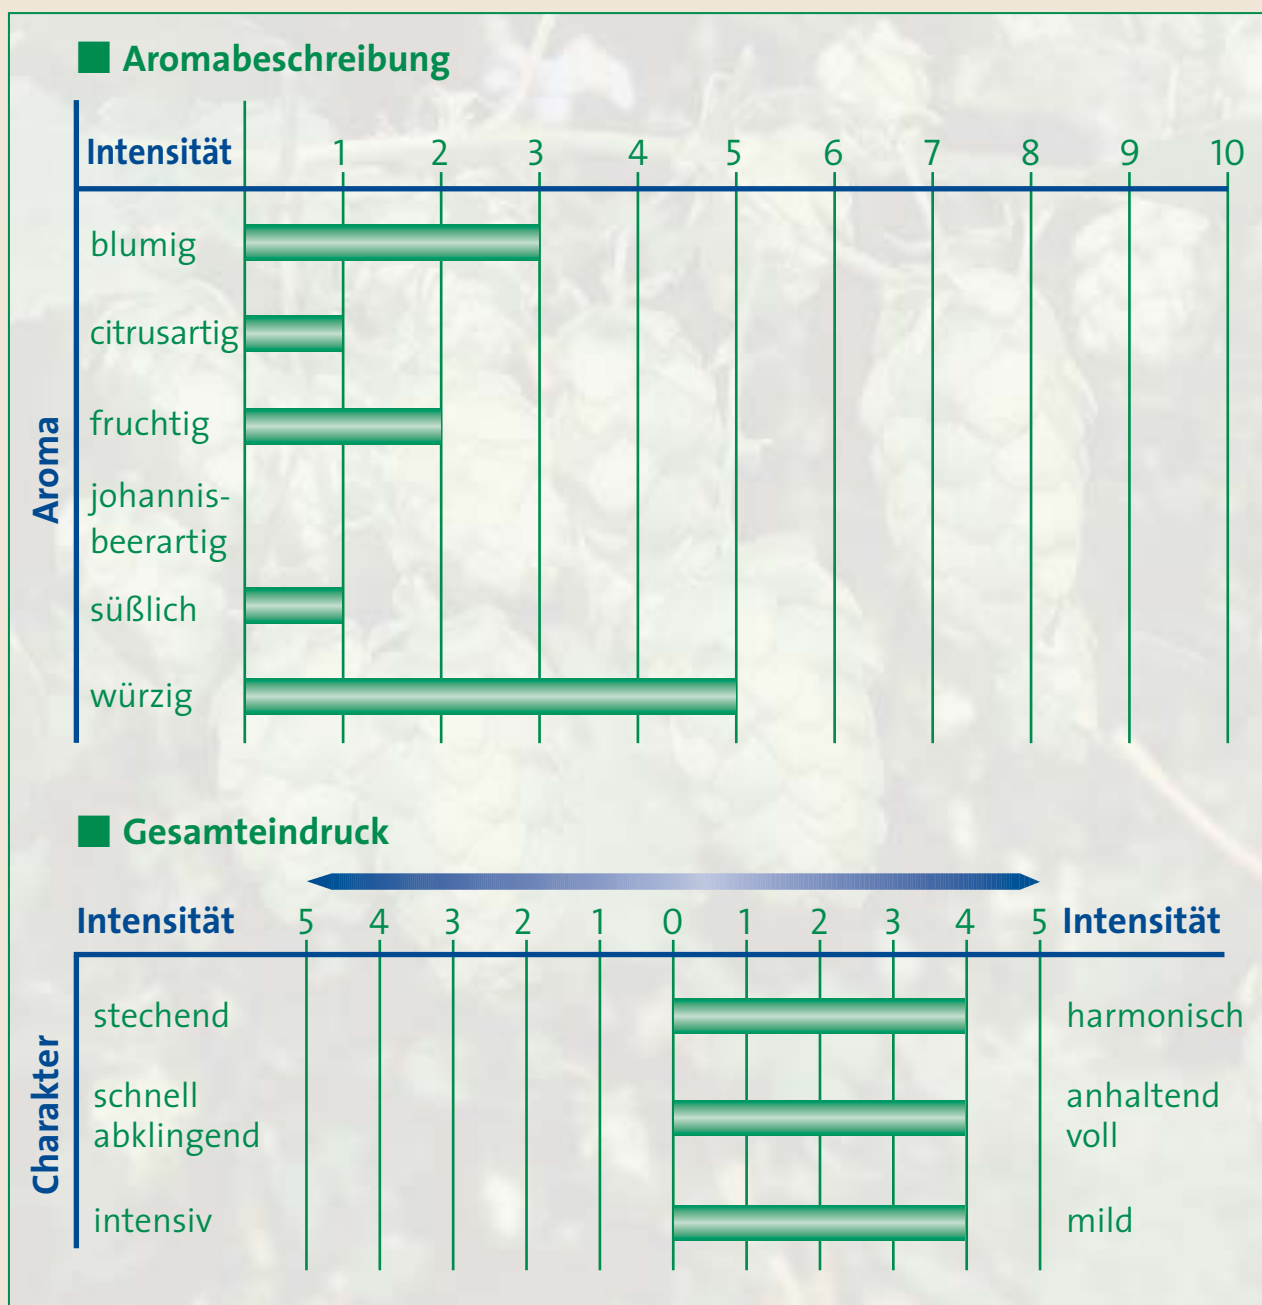 Aromabeschreibung
Intensität 1 2 3 4 5 6 7 8 9 10
Aroma
blumig
citrusartig
fruchtig
johannis-
beerartig
süßlich
würzig
Gesamteindruck
Intensität 5 4 3 2 1 0 1 2 3 4 5 Intensität
Charakter
stechend harmonisch
schnell anhaltend
abklingend voll
intensiv mild